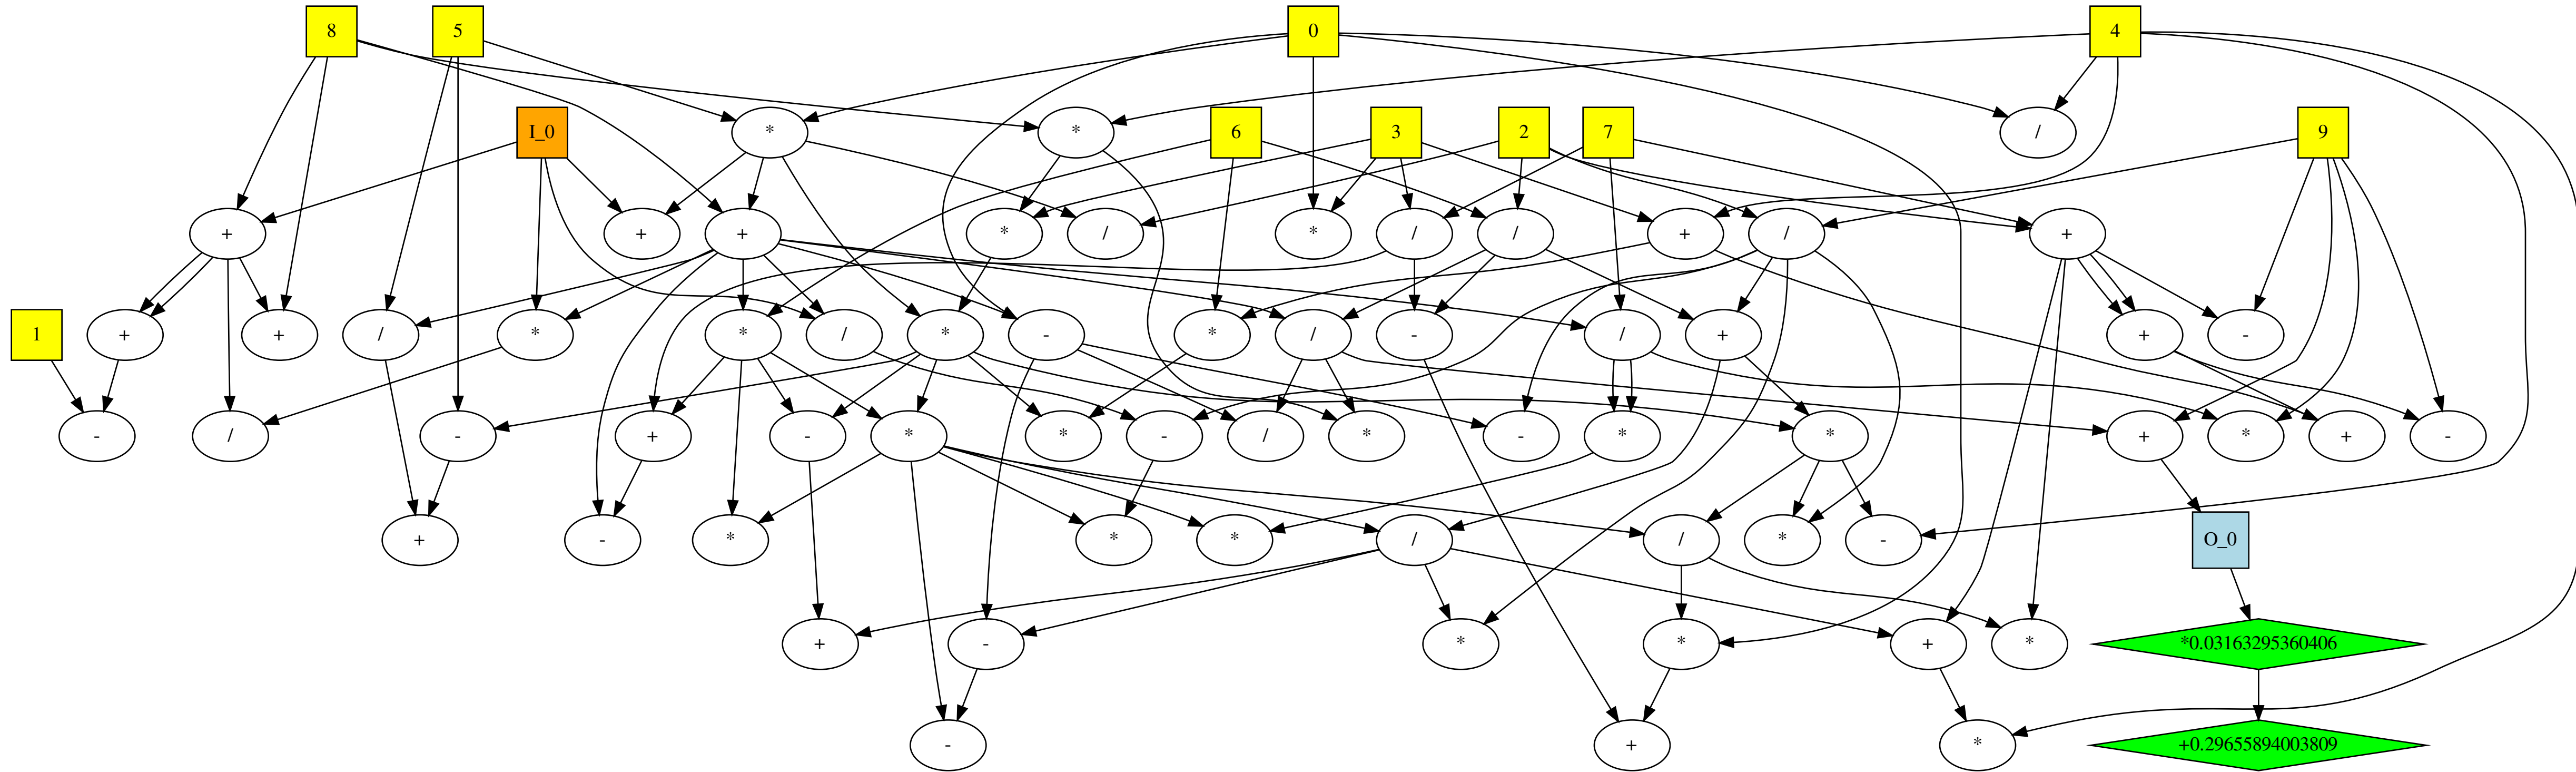 8 5 0 4
I_0 * * 6 3 2 7 / 9
+ + + * / * / / + / +
1 + + / * * / * - * / - / + + -
- / - + - * * - / * - * * + * + -
+ - * * * / / * - O_0
+ - * * + * *0.03163295360406
- + * +0.29655894003809